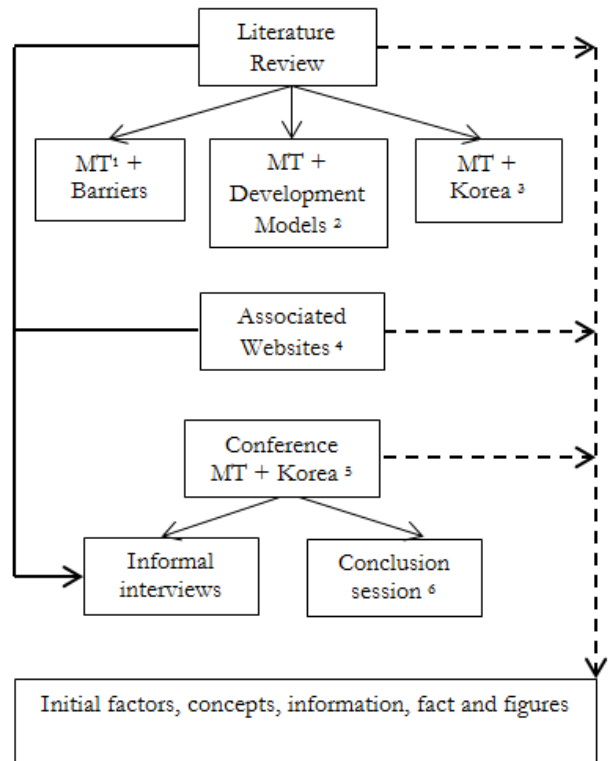 Literature
Review
MT¹ +
Barriers
MT +
Development
Models ²
MT +
Korea ³
Associated
Websites ⁴
Conference
MT + Korea ⁵
Informal
interviews
Conclusion
session ⁶
Initial factors, concepts, information, fact and figures